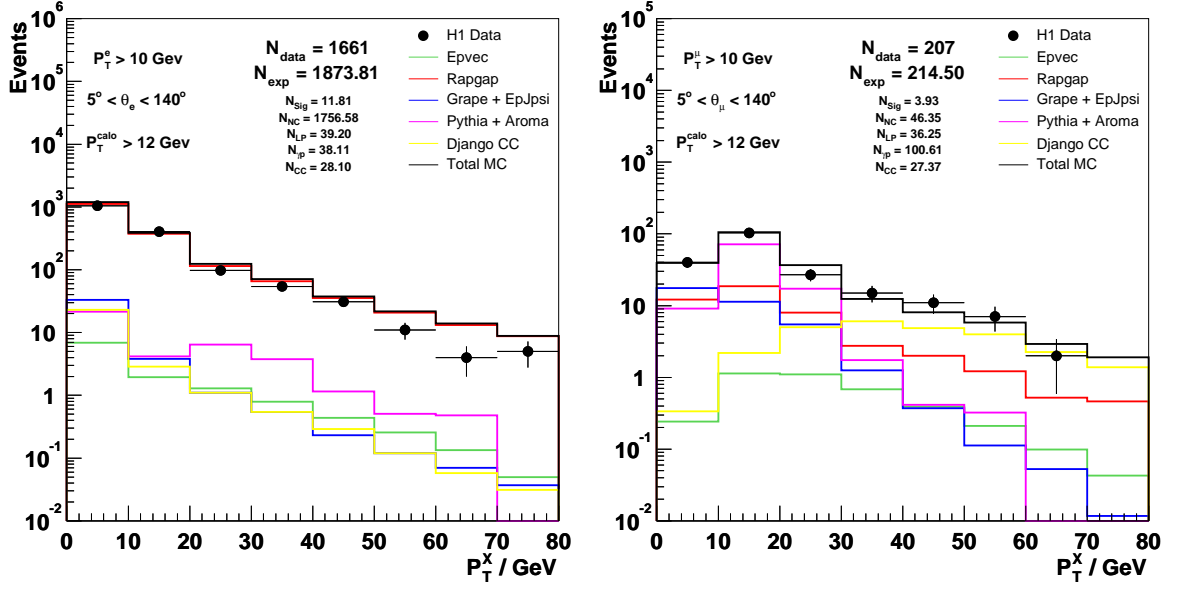 Events
10^6
10^5
10^4
10^3
10^2
10
1
10^-1
10^-2
P_T^e > 10 Gev
5^o < θ_e < 140^o
P_T^calo > 12 Gev
N_data = 1661
N_exp = 1873.81
N_Sig = 11.81
N_NC = 1756.58
N_LP = 39.20
N_γp = 38.11
N_CC = 28.10
H1 Data
Epvec
Rapgap
Grape + EpJpsi
Pythia + Aroma
Django CC
Total MC
0 10 20 30 40 50 60 70 80
P_T^X / GeV
Events
10^5
10^4
10^3
10^2
10
1
10^-1
10^-2
P_T^μ > 10 Gev
5^o < θ_μ < 140^o
P_T^calo > 12 Gev
N_data = 207
N_exp = 214.50
N_Sig = 3.93
N_NC = 46.35
N_LP = 36.25
N_γp = 100.61
N_CC = 27.37
H1 Data
Epvec
Rapgap
Grape + EpJpsi
Pythia + Aroma
Django CC
Total MC
0 10 20 30 40 50 60 70 80
P_T^X / GeV